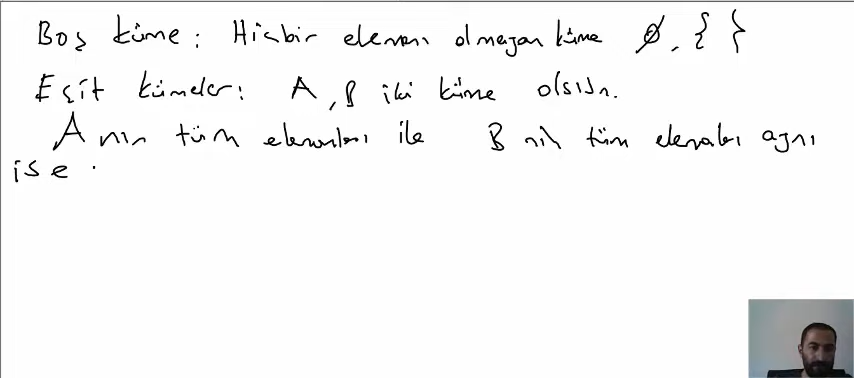 Boş küme: Hiçbir elemanı olmayan küme ∅, { }
Eşit kümeler: A, B iki küme olsun.
A nın tüm elemanları ile B nin tüm elemanları aynı
ise